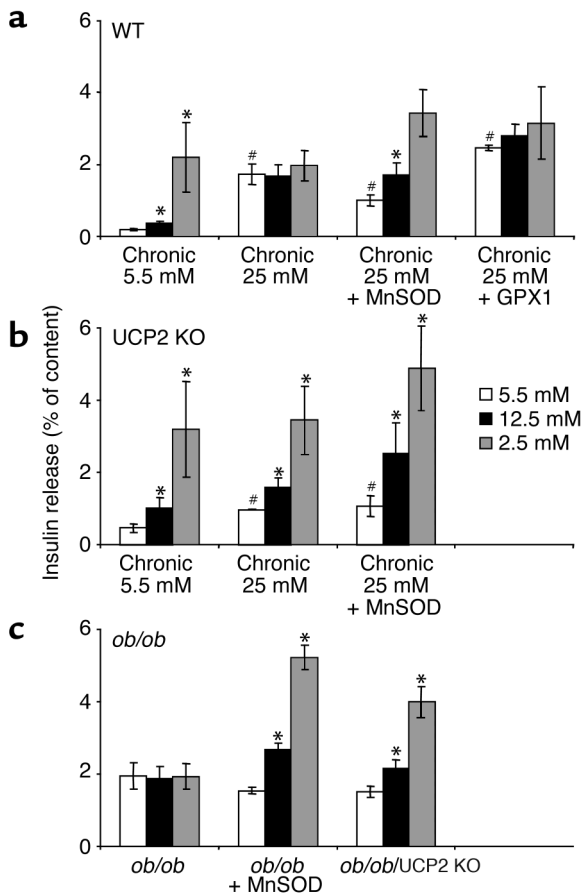 a
WT
6
4
2
0
*
*
#
#
*
#
Chronic 5.5 mM
Chronic 25 mM
Chronic 25 mM + MnSOD
Chronic 25 mM + GPX1
b
UCP2 KO
6
4
2
0
*
*
#
*
*
#
*
*
5.5 mM
12.5 mM
2.5 mM
Chronic 5.5 mM
Chronic 25 mM
Chronic 25 mM + MnSOD
Insulin release (% of content)
c
ob/ob
6
4
2
0
*
*
*
*
ob/ob
ob/ob + MnSOD
ob/ob/UCP2 KO